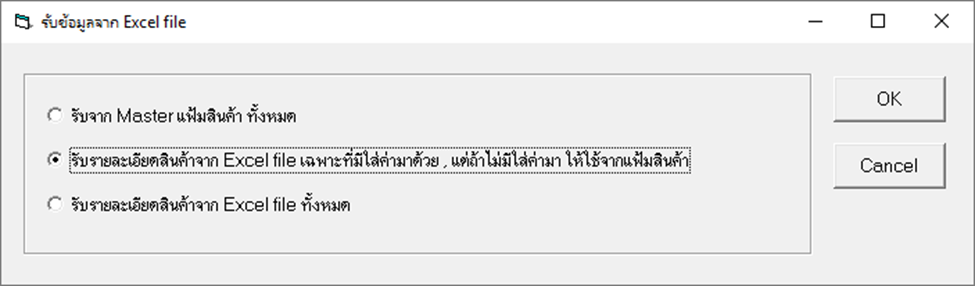 รับข้อมูลจาก Excel file
รับจาก Master แฟ้มสินค้า ทั้งหมด
OK
รับรายละเอียดสินค้าจาก Excel file เฉพาะที่มีใส่ค่ามาด้วย , แต่ถ้าไม่มีใส่ค่ามา ให้ใช้จากแฟ้มสินค้า
Cancel
รับรายละเอียดสินค้าจาก Excel file ทั้งหมด